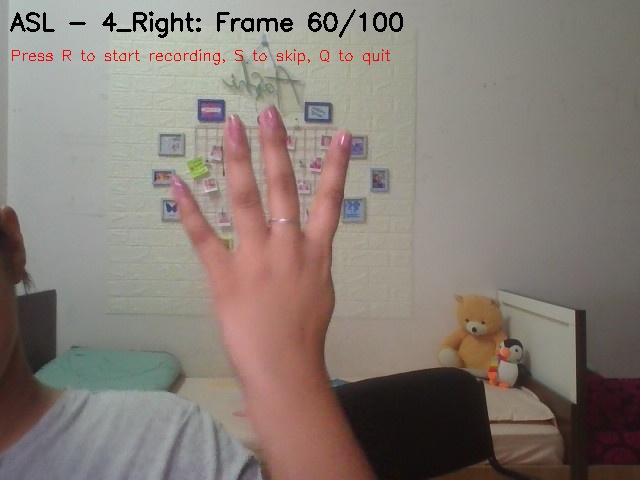 ASL - 4_Right: Frame 60/100
Press R to start recording, S to skip, Q to quit